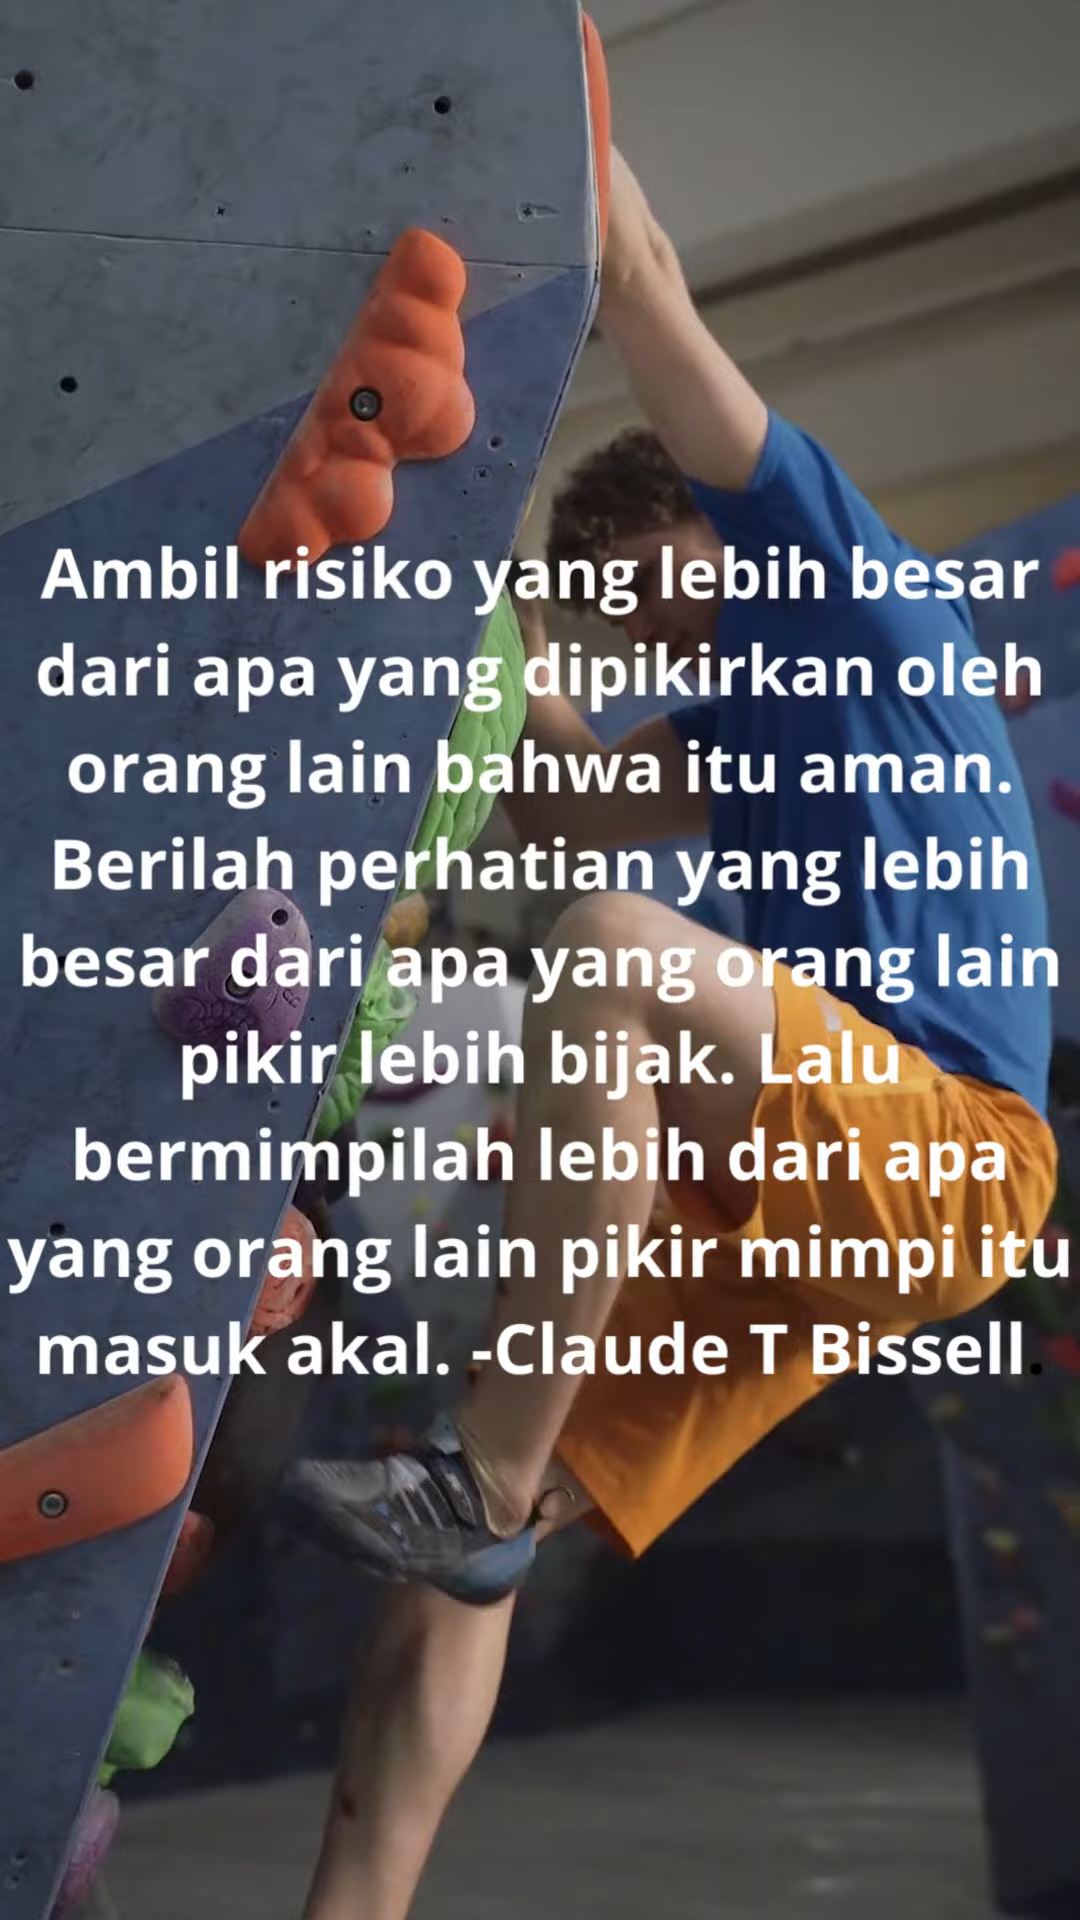 Ambil risiko yang lebih besar
dari apa yang dipikirkan oleh
orang lain bahwa itu aman.
Berilah perhatian yang lebih
besar dari apa yang orang lain
pikir lebih bijak. Lalu
bermimpilah lebih dari apa
yang orang lain pikir mimpi itu
masuk akal. -Claude T Bissell.